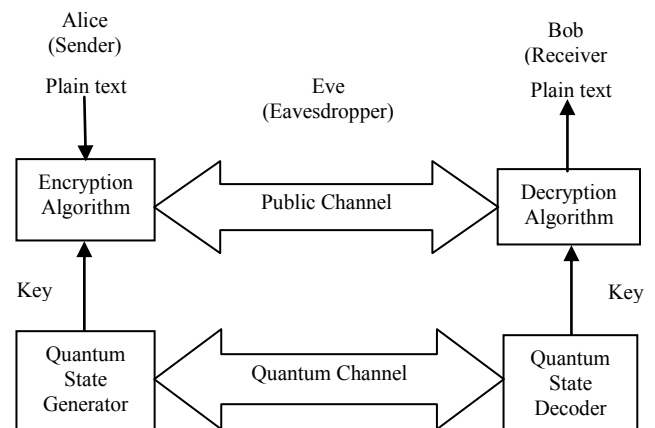 Alice
(Sender)
Bob
(Receiver
Plain text
Eve
(Eavesdropper)
Plain text
Encryption
Algorithm
Public Channel
Decryption
Algorithm
Key
Key
Quantum
State
Generator
Quantum Channel
Quantum
State
Decoder